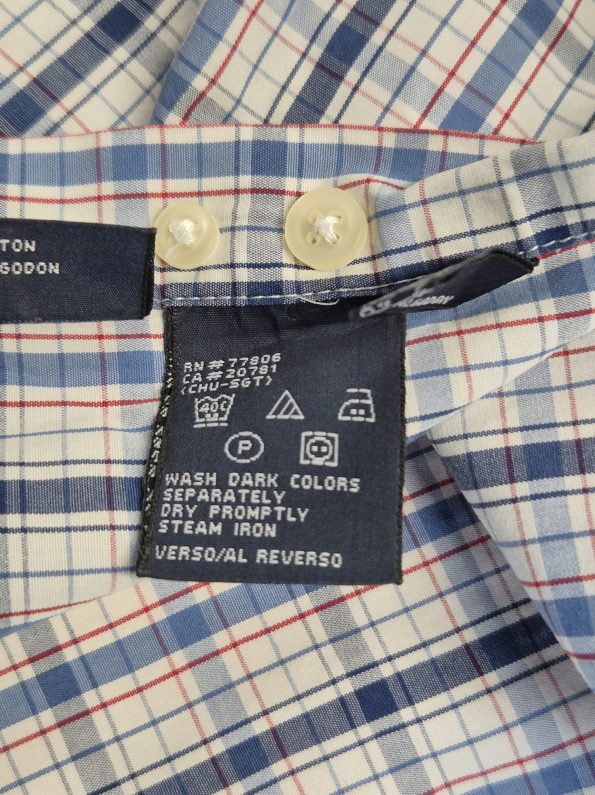 TON
GODON
RN #77806
CA #20781
(CHU-SGT)
40C
P
WASH DARK COLORS
SEPARATELY
DRY PROMPTLY
STEAM IRON
VERSO/AL REVERSO